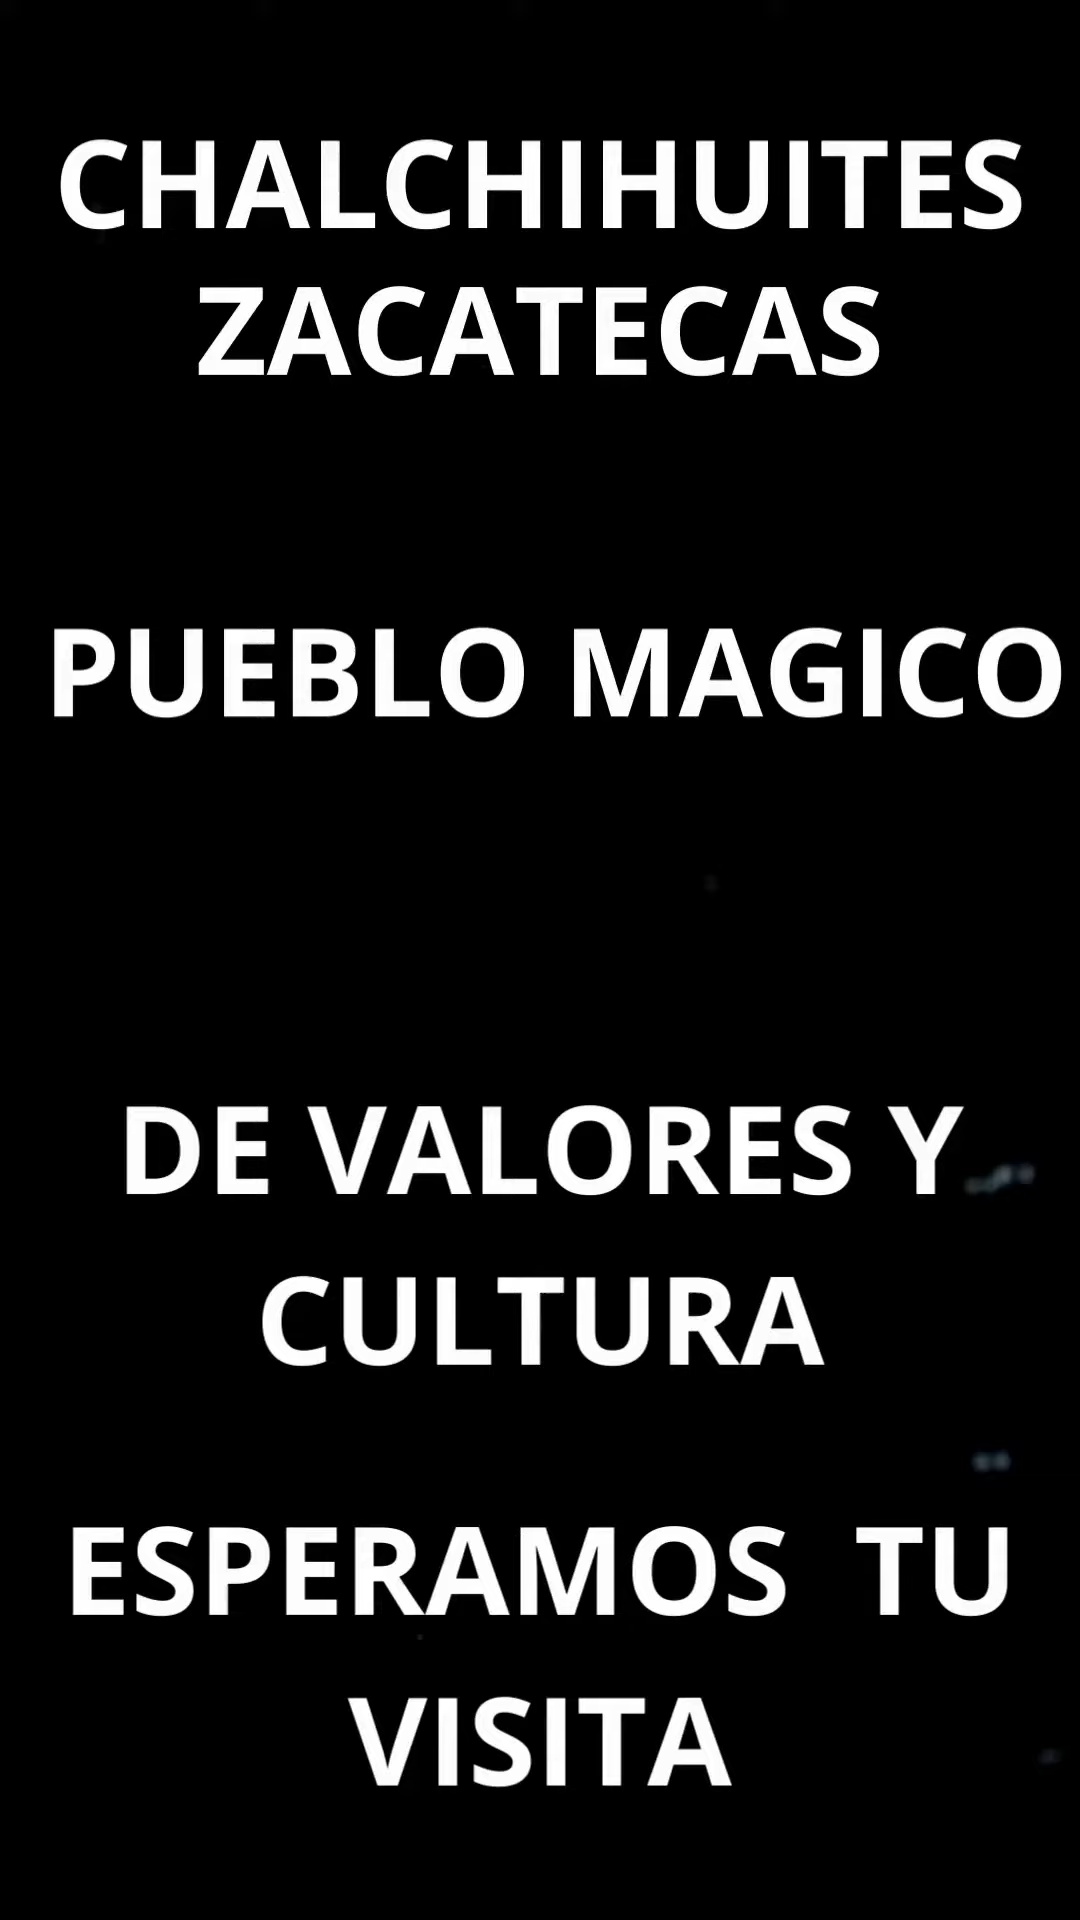 CHALCHIHUITES
ZACATECAS
PUEBLO MAGICO
DE VALORES Y
CULTURA
ESPERAMOS TU
VISITA